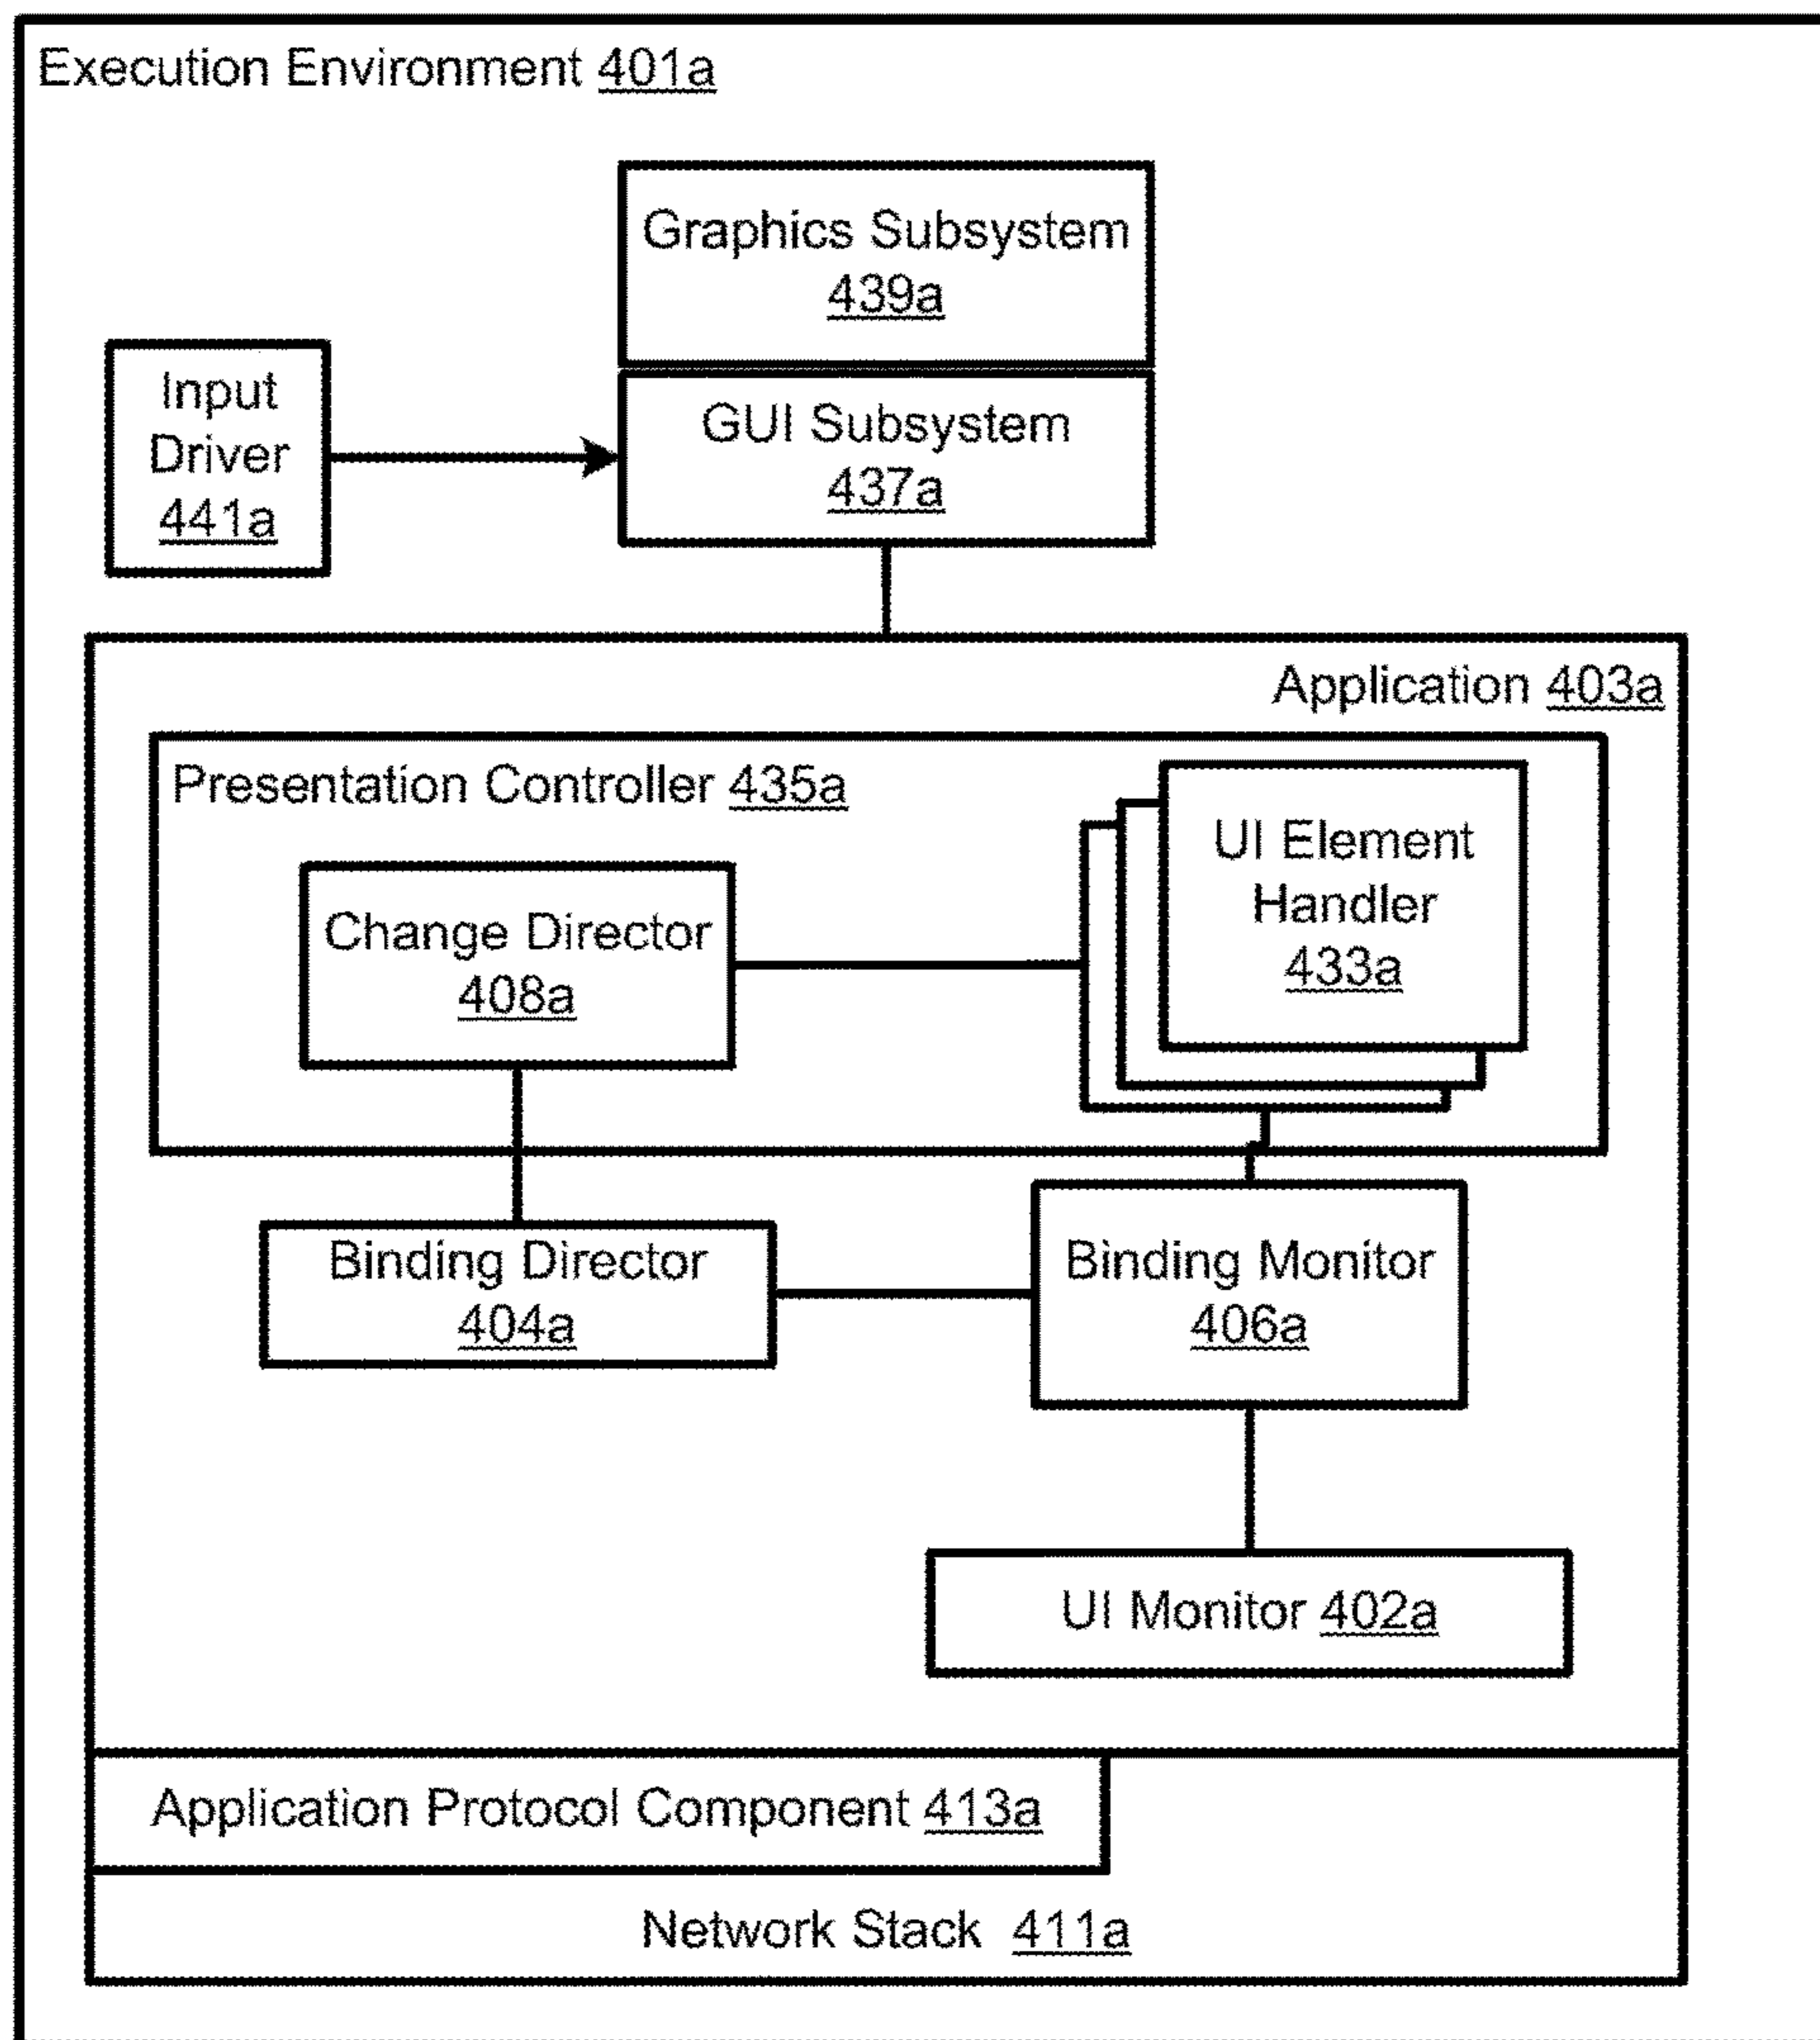 Execution Environment 401a
Graphics Subsystem
439a
Input
Driver
441a
GUI Subsystem
437a
Application 403a
Presentation Controller 435a
UI Element
Handler
433a
Change Director
408a
Binding Director
404a
Binding Monitor
406a
UI Monitor 402a
Application Protocol Component 413a
Network Stack 411a